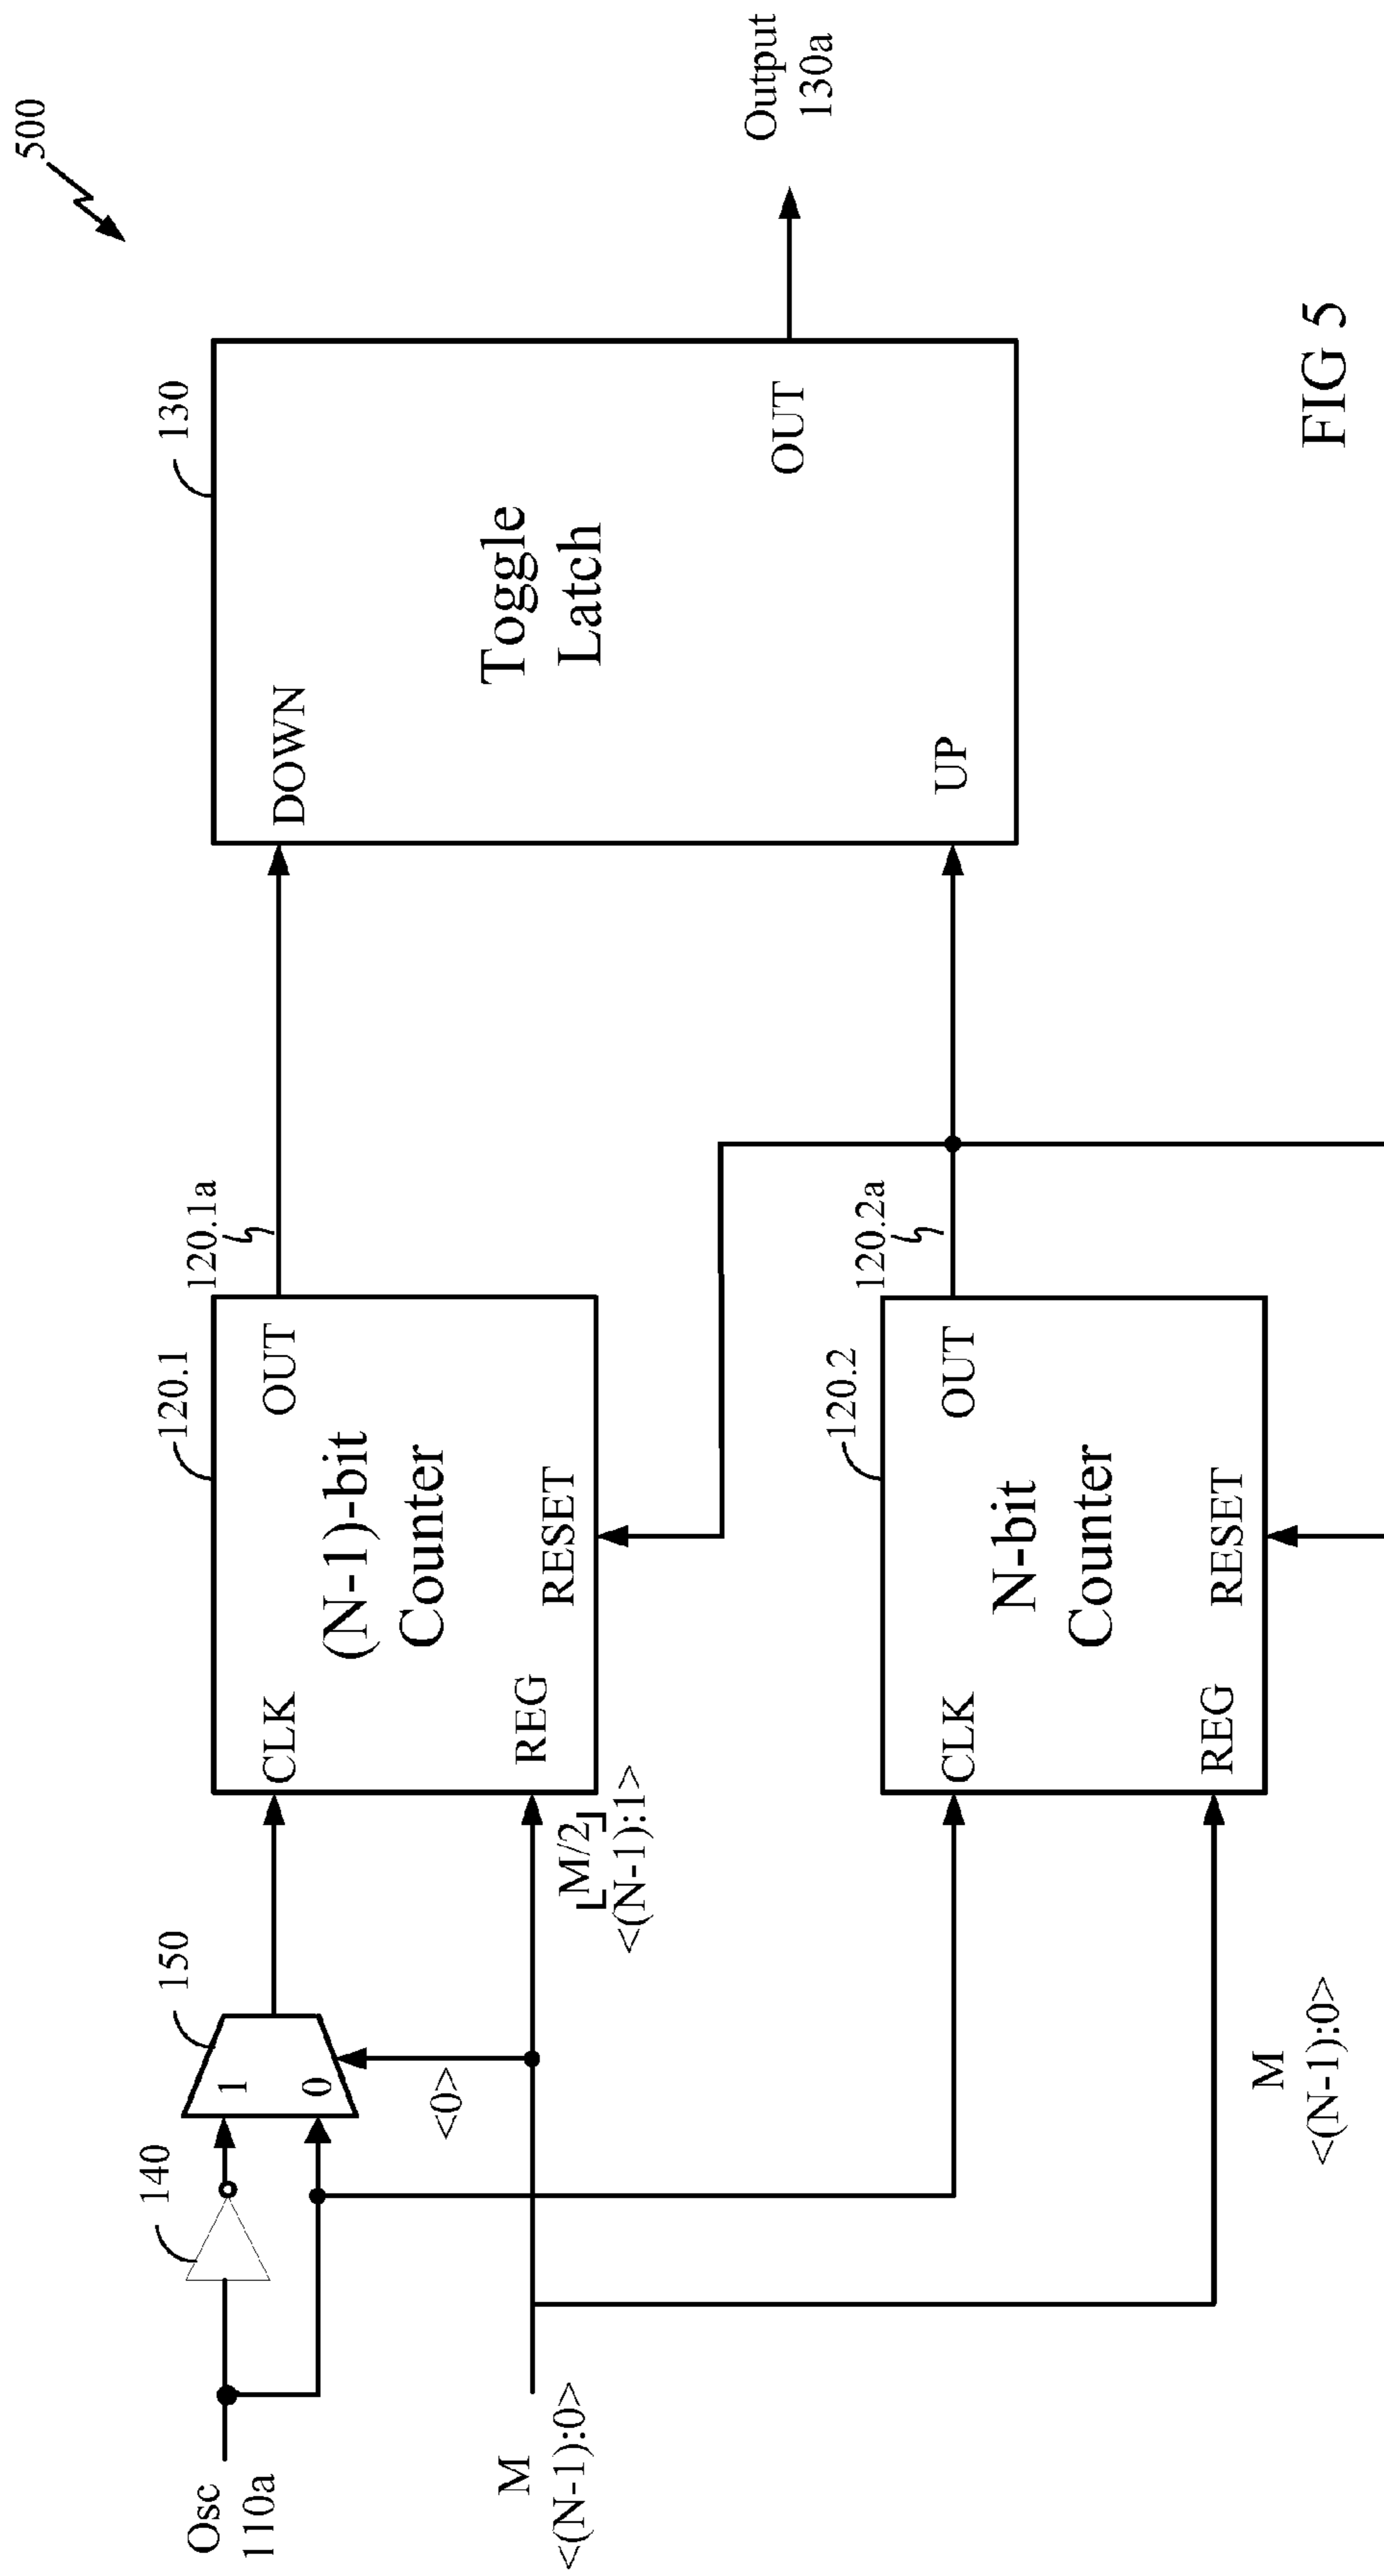 500
Osc
110a
140
150
1
0
<0>
M
<(N-1):0>
120.1
CLK
OUT
(N-1)-bit
Counter
REG
RESET
⌊M/2⌋
<(N-1):1>
120.1a
130
DOWN
Toggle
Latch
OUT
UP
Output
130a
120.2
CLK
OUT
N-bit
Counter
REG
RESET
120.2a
M
<(N-1):0>
FIG 5